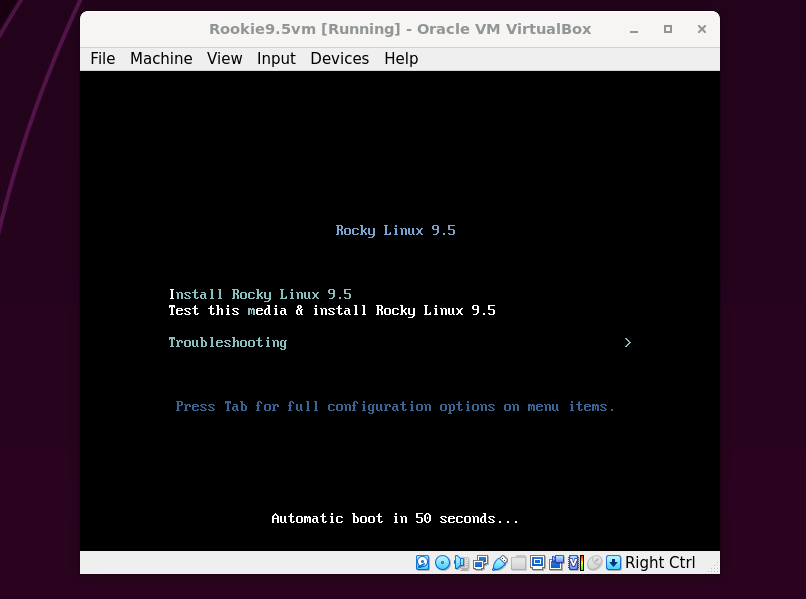 Rookie9.5vm [Running] - Oracle VM VirtualBox
File Machine View Input Devices Help
Rocky Linux 9.5
Install Rocky Linux 9.5
Test this media & install Rocky Linux 9.5
Troubleshooting >
Press Tab for full configuration options on menu items.
Automatic boot in 50 seconds...
Right Ctrl